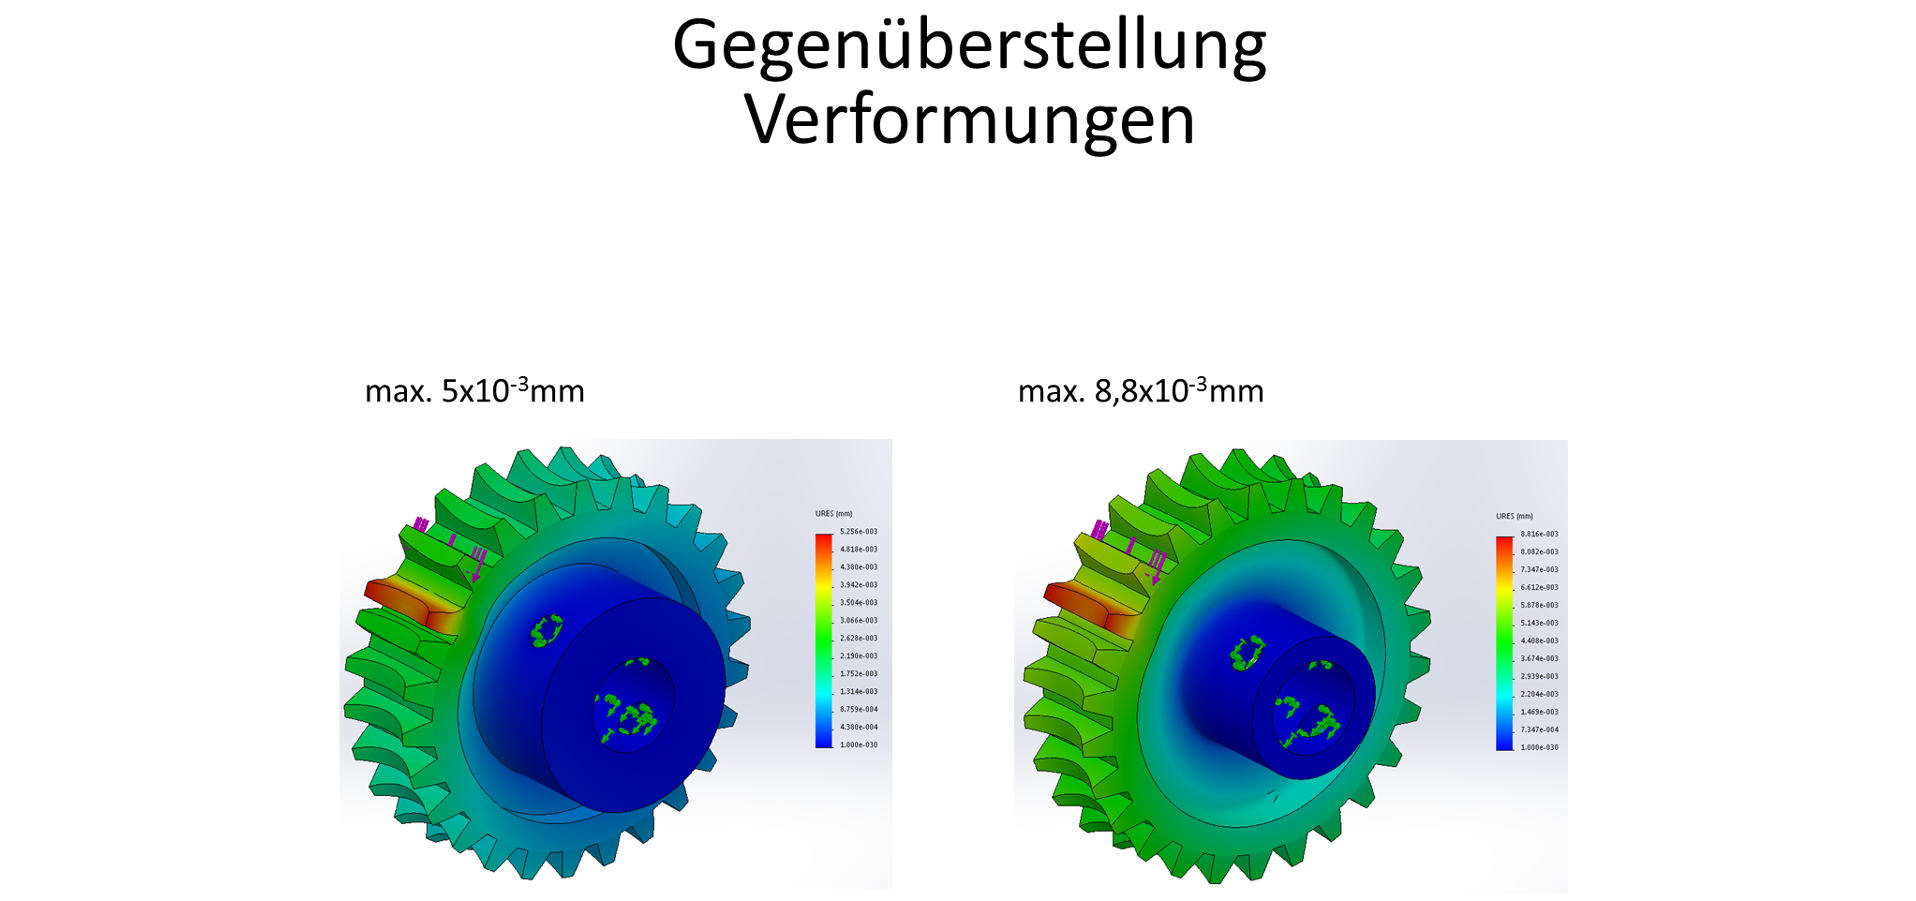 Gegenüberstellung
Verformungen
max. 5x10⁻³mm
max. 8,8x10⁻³mm
URES (mm)
5.256e-003
4.818e-003
4.380e-003
3.942e-003
3.504e-003
3.066e-003
2.628e-003
2.190e-003
1.752e-003
1.314e-003
8.759e-004
4.380e-004
1.000e-030
URES (mm)
8.816e-003
8.082e-003
7.347e-003
6.612e-003
5.878e-003
5.143e-003
4.408e-003
3.674e-003
2.939e-003
2.204e-003
1.469e-003
7.347e-004
1.000e-030